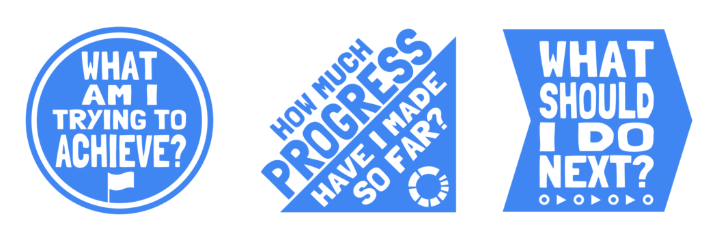 WHAT
AM I
TRYING TO
ACHIEVE?
HOW MUCH
PROGRESS
HAVE I MADE
SO FAR?
WHAT
SHOULD
I DO
NEXT?